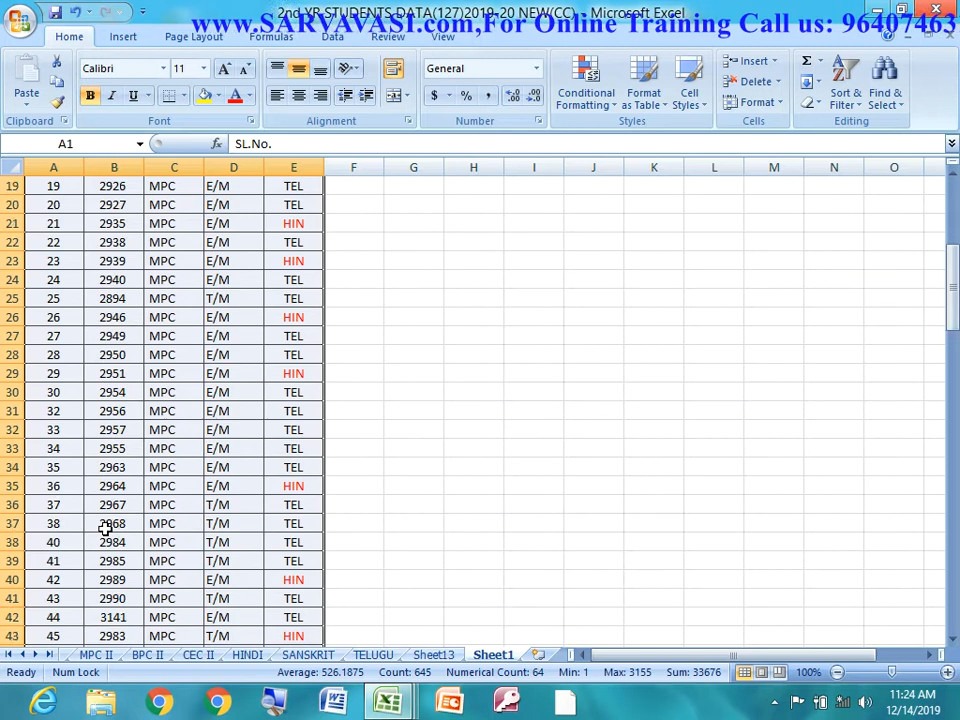 2nd YR STUDENTS DATA(127)2019-20 NEW(CC) - Microsoft Excel
www.SARVAVASI.com,For Online Training Call us: 96407463
Home Insert Page Layout Formulas Data Review View
Paste
Calibri 11 A A
B I U A
General
$ % ,
Conditional Formatting
Format as Table
Cell Styles
Insert
Delete
Format
Σ
Sort & Filter
Find & Select
Clipboard Font Alignment Number Styles Cells Editing
A1 fx SL.No.
A B C D E F G H I J K L M N O
19 19 2926 MPC E/M TEL
20 20 2927 MPC E/M TEL
21 21 2935 MPC E/M HIN
22 22 2938 MPC E/M TEL
23 23 2939 MPC E/M HIN
24 24 2940 MPC E/M TEL
25 25 2894 MPC T/M TEL
26 26 2946 MPC E/M HIN
27 27 2949 MPC E/M TEL
28 28 2950 MPC E/M TEL
29 29 2951 MPC E/M HIN
30 30 2954 MPC E/M TEL
31 32 2956 MPC E/M TEL
32 33 2957 MPC E/M TEL
33 34 2955 MPC E/M TEL
34 35 2963 MPC E/M TEL
35 36 2964 MPC E/M HIN
36 37 2967 MPC T/M TEL
37 38 2968 MPC T/M TEL
38 40 2984 MPC T/M TEL
39 41 2985 MPC T/M TEL
40 42 2989 MPC E/M HIN
41 43 2990 MPC T/M TEL
42 44 3141 MPC E/M TEL
43 45 2983 MPC T/M HIN
MPC II BPC II CEC II HINDI SANSKRIT TELUGU Sheet13 Sheet1
Ready Num Lock Average: 526.1875 Count: 645 Numerical Count: 64 Min: 1 Max: 3155 Sum: 33676 100%
11:24 AM
12/14/2019